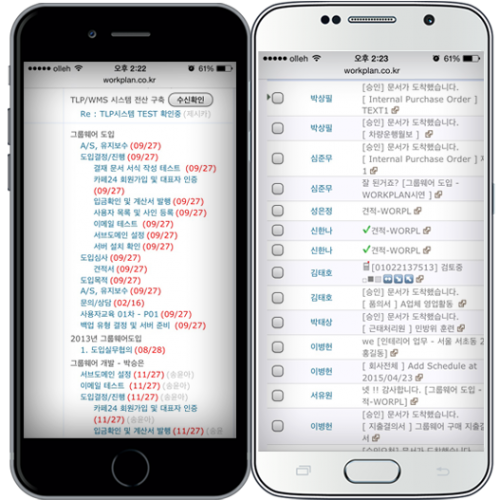 olleh 오후 2:22 61%
workplan.co.kr
TLP/WMS 시스템 전산 구축 수신확인
Re : TLP시스템 TEST 확인중 (제시카)
그룹웨어 도입
A/S, 유지보수 (09/27)
도입결정/진행 (09/27)
결재 문서 서식 작성 테스트 (09/27)
카페24 회원가입 및 대표자 인증
(09/27)
입금확인 및 계산서 발행 (09/27)
사용자 목록 및 사인 등록 (09/27)
이메일 테스트 (09/27)
서브도메인 설정 (09/27)
서버 설치 확인 (09/27)
도입심사 (09/27)
견적서 (09/27)
도입목적 (09/27)
A/S, 유지보수 (09/27)
문의/상담 (02/16)
사용자교육 01차 - P01 (09/27)
백업 유형 결정 및 서버 준비 (09/27)
2013년 그룹웨어도입
1. 도입실무협의 (08/28)
그룹웨어 개발 - 박승은
서브도메인 설정 (11/27) (송윤아)
이메일 테스트 (11/27) (송윤아)
도입결정/진행 (11/27) (송윤아)
카페24 회원가입 및 대표자 인증
(11/27) (송윤아)
입금확인 및 계산서 발행 (11/27) (송
olleh 오후 2:23 61%
workplan.co.kr
[승인] 문서가 도착했습니다.
박상필 [ Internal Purchase Order ]
TEXT1
박상필 [승인] 문서가 도착했습니다.
[ 차량운행일보 ]
심준무 [승인] 문서가 도착했습니다.
[ Internal Purchase Order ] 제
1
심준무 잘 된거죠? [그룹웨어 도입 -
WORKPLAN시연 ]
성은정 견적-WORPL
신한나 견적-WORPL
신한나 견적-WORPL
김태호 [01022137513] 검토중
김태호 [승인] 문서가 도착했습니다.
[ 품의서 ] A업체 영업활동
박태상 [승인] 문서가 도착했습니다.
[ 근태처리원 ] 민방위 훈련
이병헌 we [인테리어 업무 - 서울 서초동 2
홍길동]
이병헌 [ 회사전체 ] Add Schedule at
2015/04/23
서유원 넷 !! 감사합니다. [그룹웨어 도입 -
적-WORPL]
이병헌 [승인] 문서가 도착했습니다.
[ 지출결의서 ] 그룹웨어 구매 지출
서